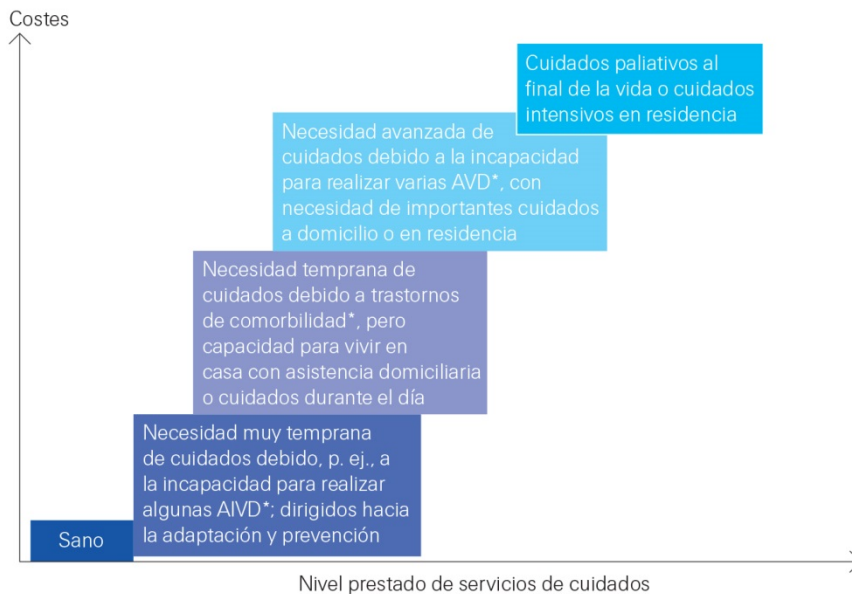 Costes
Cuidados paliativos al
final de la vida o cuidados
intensivos en residencia
Necesidad avanzada de
cuidados debido a la incapacidad
para realizar varias AVD*, con
necesidad de importantes cuidados
a domicilio o en residencia
Necesidad temprana de
cuidados debido a trastornos
de comorbilidad*, pero
capacidad para vivir en
casa con asistencia domiciliaria
o cuidados durante el día
Necesidad muy temprana
de cuidados debido, p. ej., a
la incapacidad para realizar
algunas AIVD*; dirigidos hacia
la adaptación y prevención
Sano
Nivel prestado de servicios de cuidados